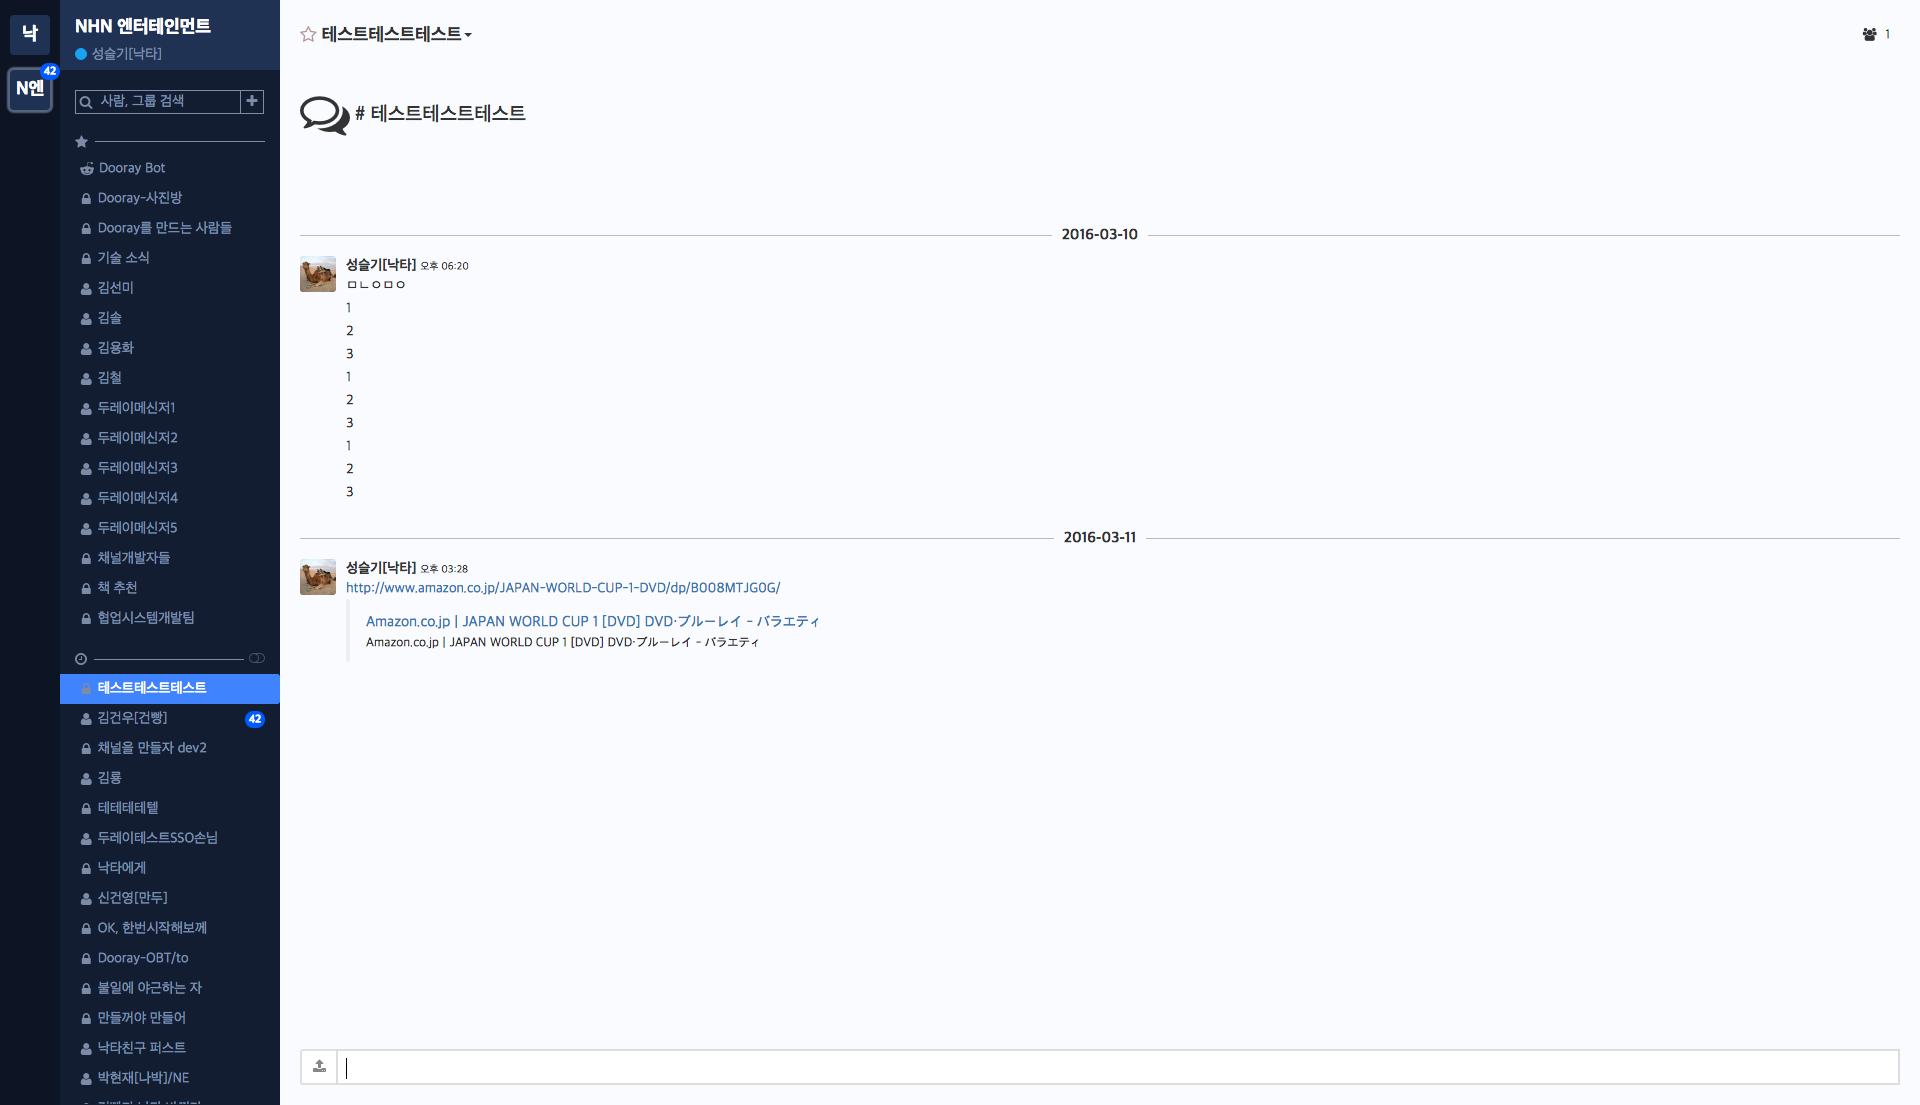 낙
42
N엔
NHN 엔터테인먼트
성슬기[낙타]
사람, 그룹 검색
Dooray Bot
Dooray-사진방
Dooray를 만드는 사람들
기술 소식
김선미
김솔
김용화
김철
두레이메신저1
두레이메신저2
두레이메신저3
두레이메신저4
두레이메신저5
채널개발자들
책 추천
협업시스템개발팀
테스트테스트테스트
김건우[건빵]
42
채널을 만들자 dev2
김룡
테테테테텥
두레이테스트SSO손님
낙타에게
신건영[만두]
OK, 한번시작해보께
Dooray-OBT/to
불일에 야근하는 자
만들꺼야 만들어
낙타친구 퍼스트
박현재[나박]/NE
테스트테스트테스트
1
# 테스트테스트테스트
2016-03-10
성슬기[낙타] 오후 06:20
ㅁㄴㅇㅁㅇ
1
2
3
1
2
3
1
2
3
2016-03-11
성슬기[낙타] 오후 03:28
http://www.amazon.co.jp/JAPAN-WORLD-CUP-1-DVD/dp/B008MTJG0G/
Amazon.co.jp | JAPAN WORLD CUP 1 [DVD] DVD·ブルーレイ - バラエティ
Amazon.co.jp | JAPAN WORLD CUP 1 [DVD] DVD·ブルーレイ - バラエティ